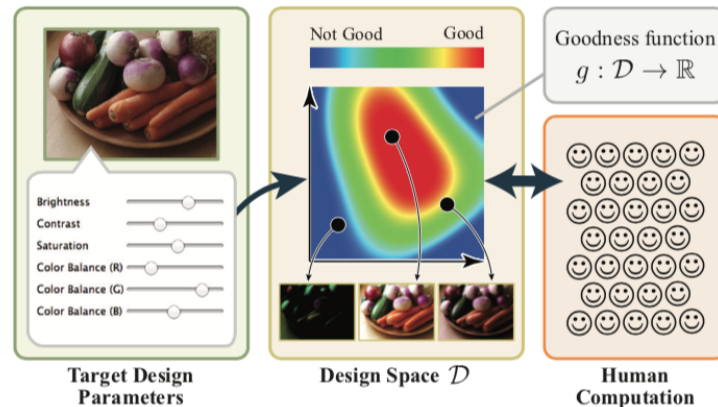 Not Good
Good
Goodness function
g : 𝒟 → ℝ
Brightness
Contrast
Saturation
Color Balance (R)
Color Balance (G)
Color Balance (B)
Target Design
Parameters
Design Space 𝒟
Human
Computation